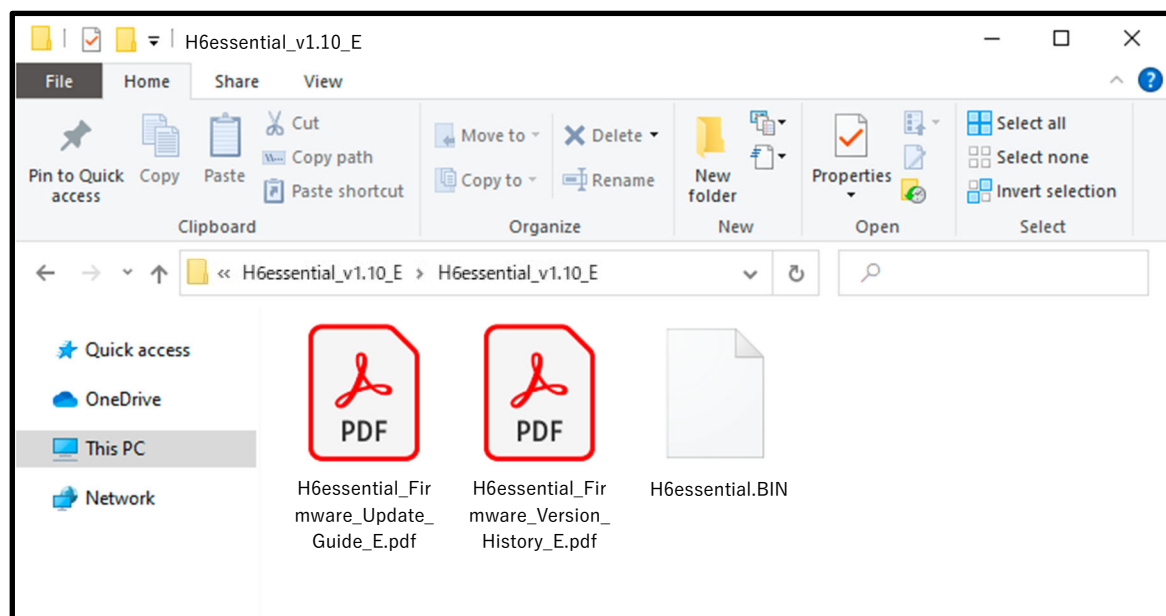 H6essential_v1.10_E
File Home Share View
Pin to Quick access
Copy
Paste
Cut
Copy path
Paste shortcut
Clipboard
Move to
Copy to
Delete
Rename
Organize
New folder
New
Properties
Open
Select all
Select none
Invert selection
Select
« H6essential_v1.10_E > H6essential_v1.10_E
Quick access
OneDrive
This PC
Network
PDF
H6essential_Fir
mware_Update_
Guide_E.pdf
PDF
H6essential_Fir
mware_Version_
History_E.pdf
H6essential.BIN